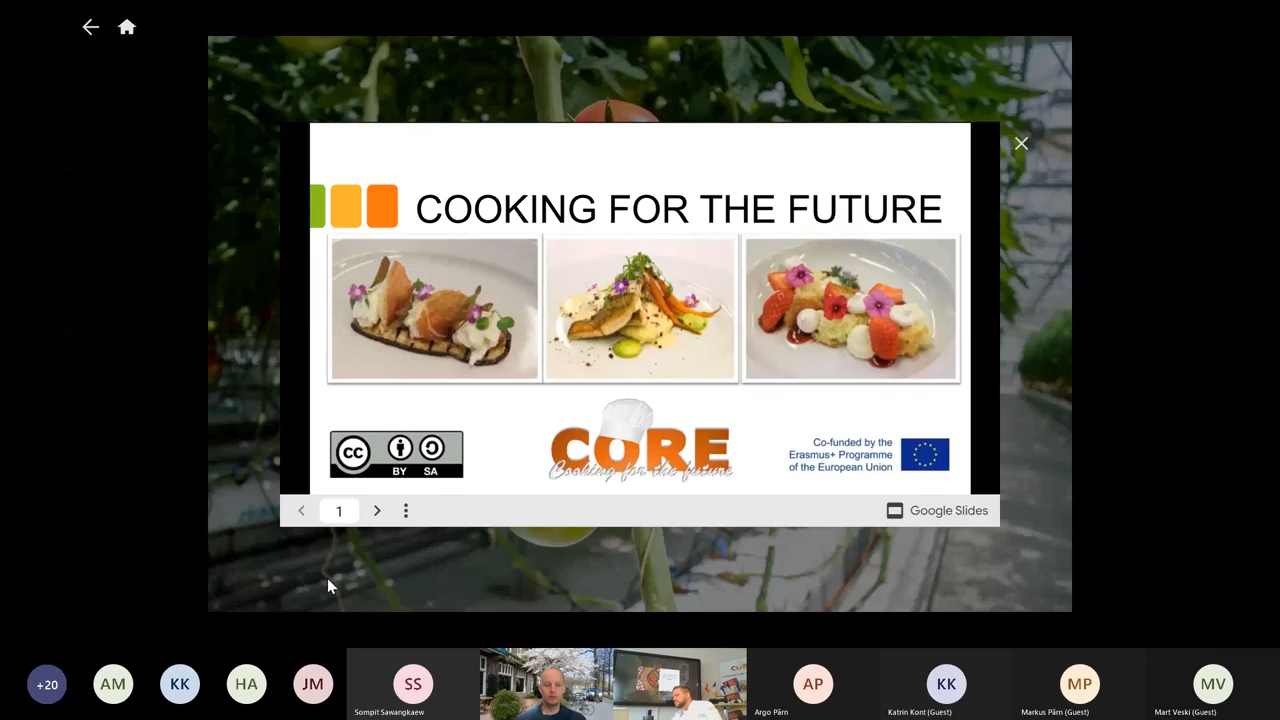 COOKING FOR THE FUTURE
CC
BY SA
CORE
Cooking for the future
Co-funded by the
Erasmus+ Programme
of the European Union
1
Google Slides
+20
AM
KK
HA
JM
SS
Sompit Sawangkaew
AP
Argo Pärn
KK
Katrin Kont (Guest)
MP
Markus Pärn (Guest)
MV
Mart Veski (Guest)